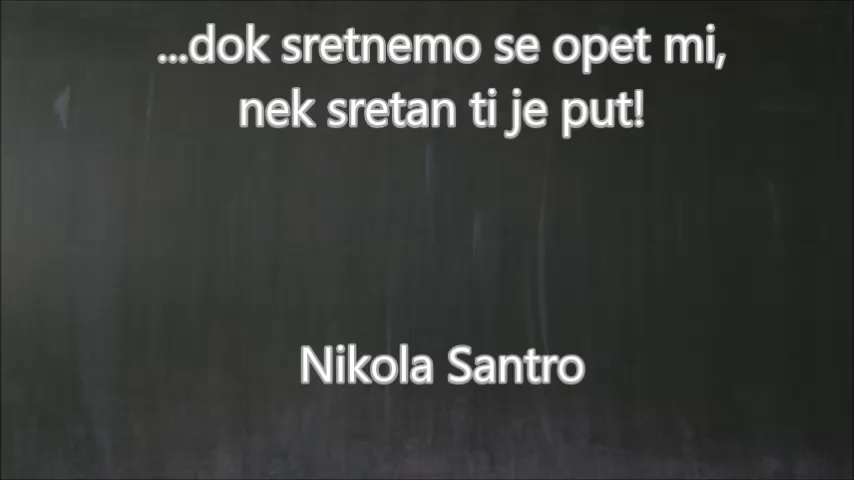 ...dok sretnemo se opet mi,
nek sretan ti je put!
Nikola Santro